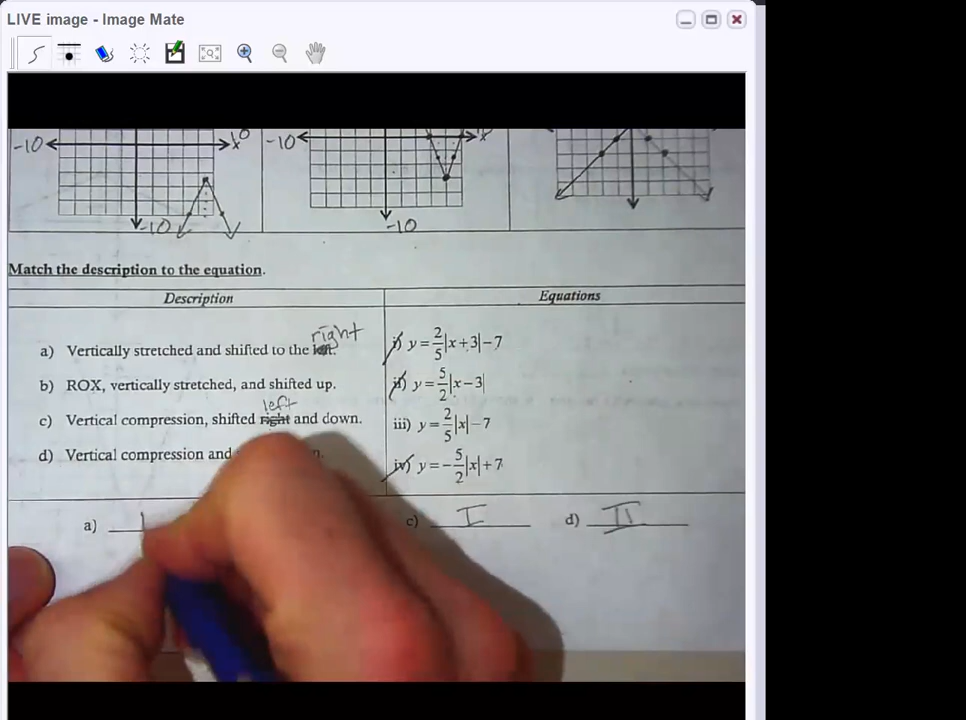 LIVE image - Image Mate
-10 10 -10
-10 -10
Match the description to the equation.
Description Equations
right
a) Vertically stretched and shifted to the left. i) y = 2/5|x+3|-7
b) ROX, vertically stretched, and shifted up. ii) y = 5/2|x-3|
left
c) Vertical compression, shifted right and down. iii) y = 2/5|x|-7
d) Vertical compression and iv) y = -5/2|x|+7
a) c) I d) II